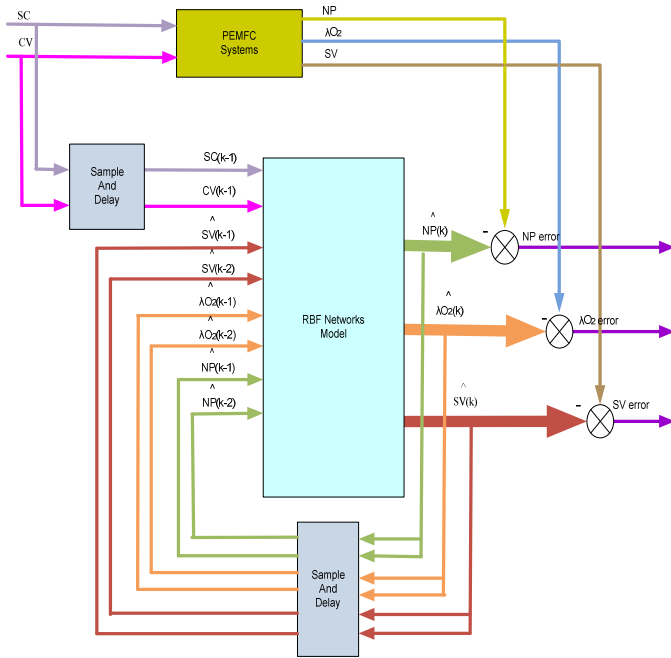 SC
CV
PEMFC
Systems
NP
λO2
SV
Sample
And
Delay
SC(k-1)
CV(k-1)
^
SV(k-1)
^
SV(k-2)
^
λO2(k-1)
^
λO2(k-2)
^
NP(k-1)
^
NP(k-2)
RBF Networks
Model
^
NP(k)
-
NP error
^
λO2(k)
-
λO2 error
^
SV(k)
-
SV error
Sample
And
Delay